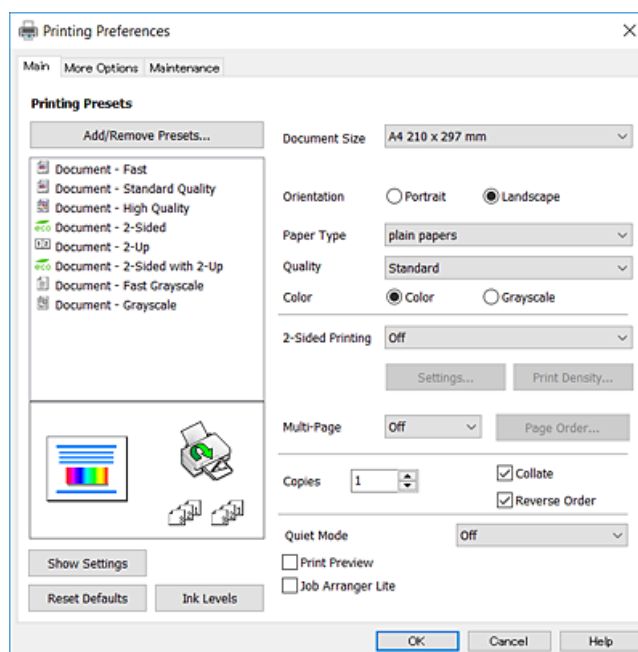 Printing Preferences
Main More Options Maintenance
Printing Presets
Add/Remove Presets...
Document - Fast
Document - Standard Quality
Document - High Quality
eco Document - 2-Sided
Document - 2-Up
eco Document - 2-Sided with 2-Up
Document - Fast Grayscale
Document - Grayscale
Show Settings
Reset Defaults Ink Levels
Document Size A4 210 x 297 mm
Orientation Portrait Landscape
Paper Type plain papers
Quality Standard
Color Color Grayscale
2-Sided Printing Off
Settings... Print Density...
Multi-Page Off Page Order...
Copies 1 Collate
Reverse Order
Quiet Mode Off
Print Preview
Job Arranger Lite
OK Cancel Help